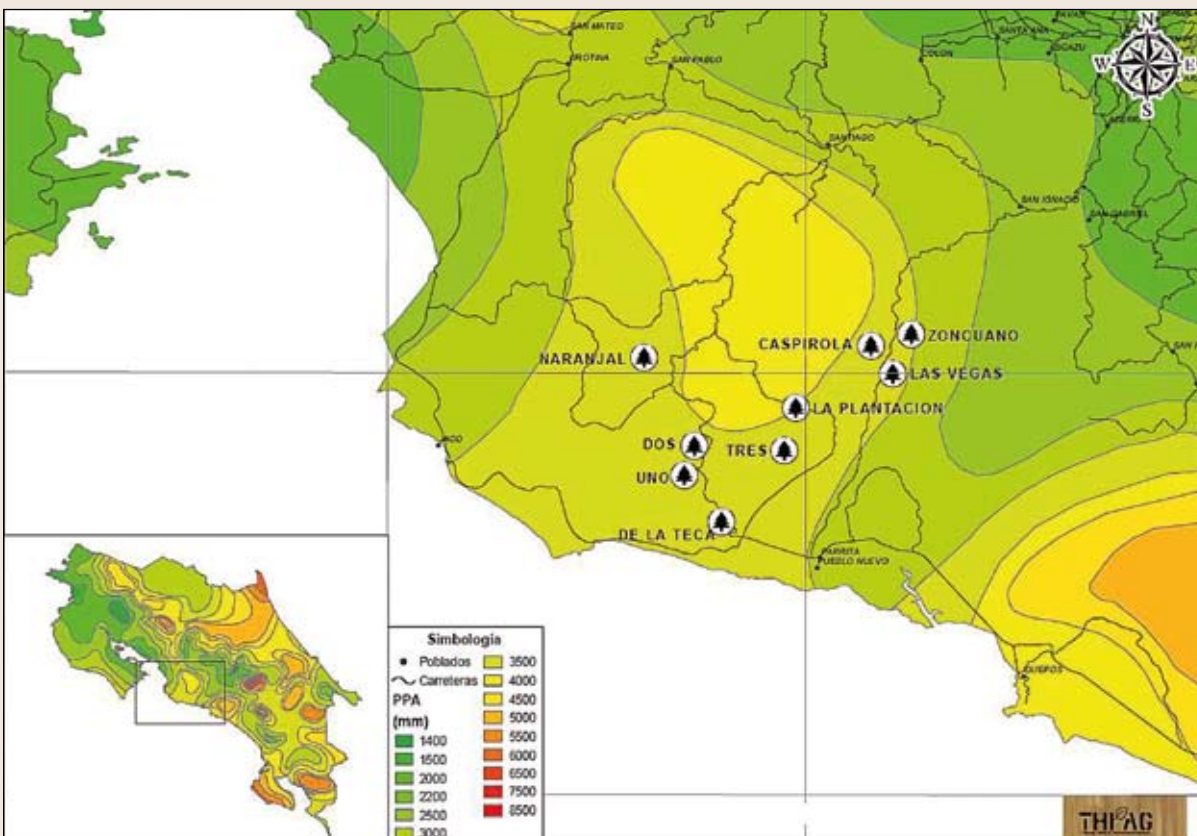 SAN MATEO
OROTINA
SAN PABLO
COLON
SANTA ANA
ESCAZU
N
W
E
S
SANTIAGO
SAN IGNACIO
SAN GABRIEL
NARANJAL
CASPIROLA
ZONCUANO
LAS VEGAS
LA PLANTACION
DOS
TRES
UNO
DE LA TECA
PARRITA
PUEBLO NUEVO
QUEPOS
Simbología
Poblados
Carreteras
PPA
(mm)
1400
1500
2000
2200
2500
3000
3500
4000
4500
5000
5500
6000
6500
7500
8500